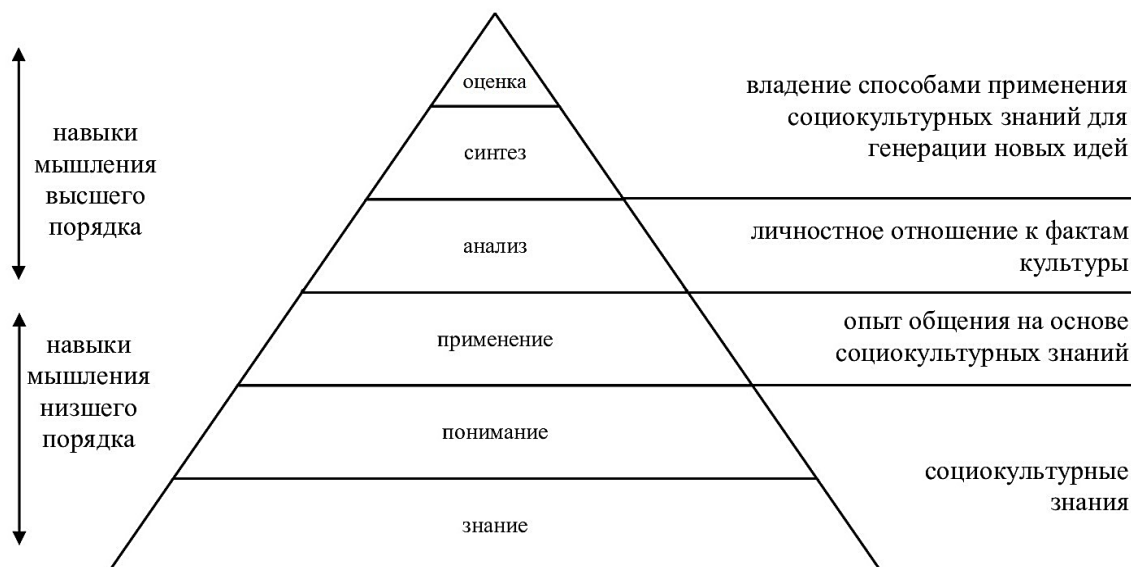 навыки
мышления
высшего
порядка
навыки
мышления
низшего
порядка
оценка
синтез
анализ
применение
понимание
знание
владение способами применения
социокультурных знаний для
генерации новых идей
личностное отношение к фактам
культуры
опыт общения на основе
социокультурных знаний
социокультурные
знания